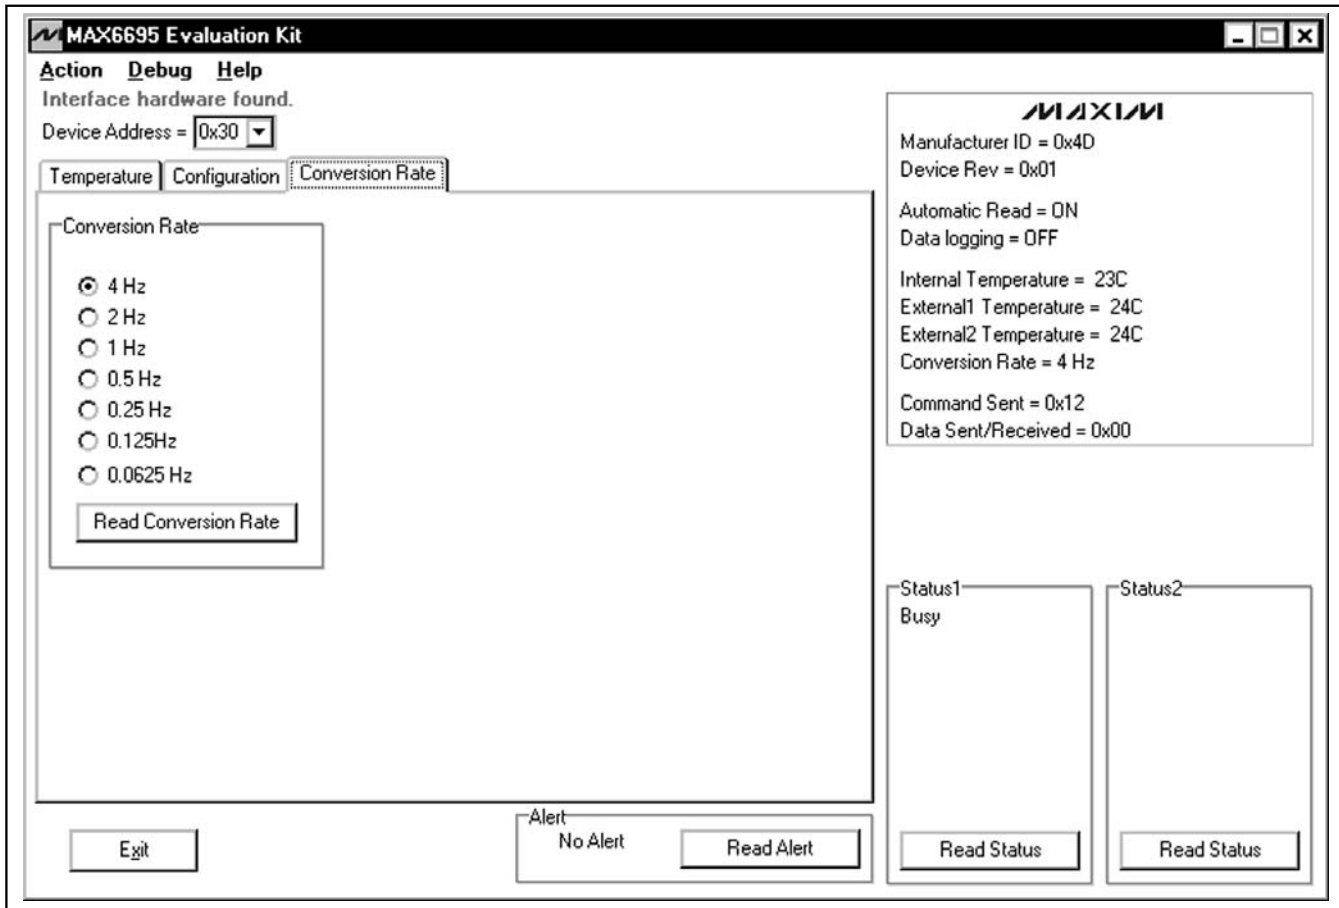 MAX6695 Evaluation Kit
Action Debug Help
Interface hardware found.
Device Address = 0x30
Temperature Configuration Conversion Rate
Conversion Rate
4 Hz
2 Hz
1 Hz
0.5 Hz
0.25 Hz
0.125Hz
0.0625 Hz
Read Conversion Rate
MAXIM
Manufacturer ID = 0x4D
Device Rev = 0x01
Automatic Read = ON
Data logging = OFF
Internal Temperature = 23C
External1 Temperature = 24C
External2 Temperature = 24C
Conversion Rate = 4 Hz
Command Sent = 0x12
Data Sent/Received = 0x00
Status1
Busy
Read Status
Status2
Read Status
Alert
No Alert
Read Alert
Exit